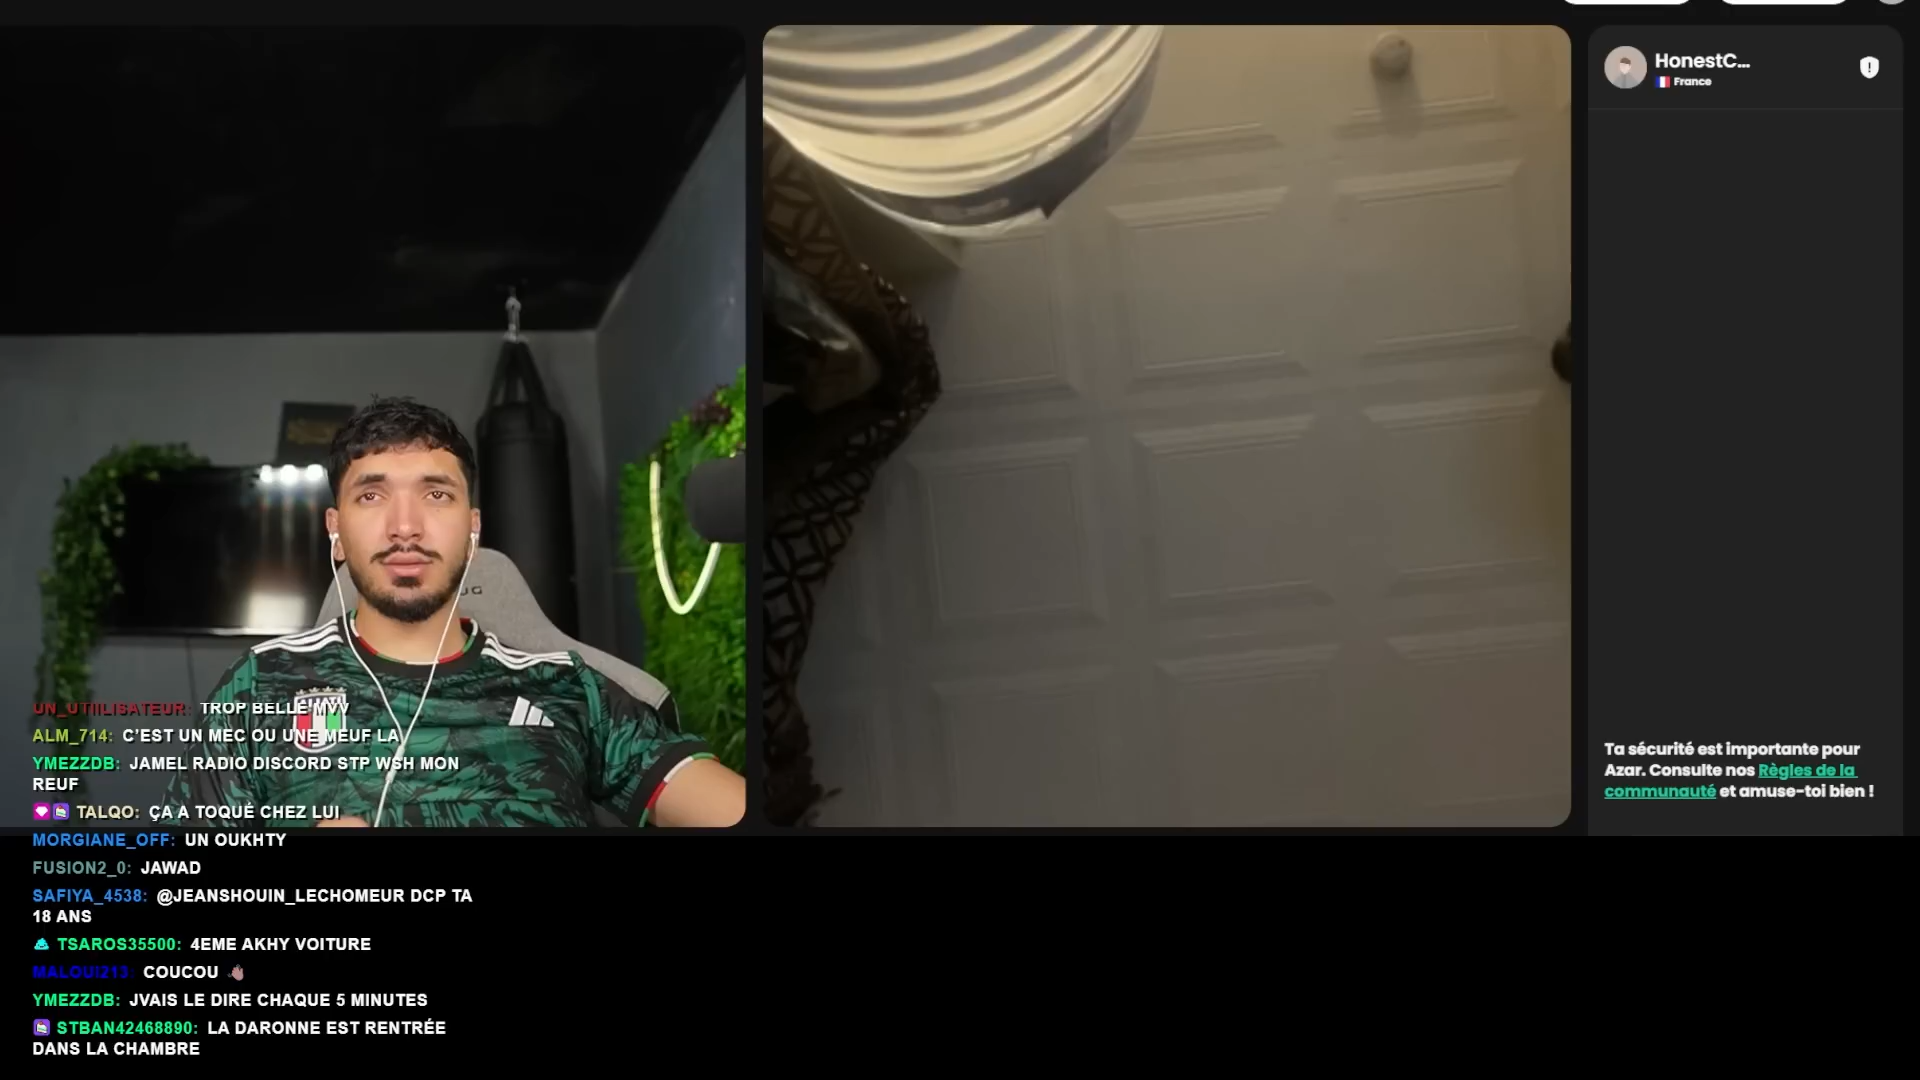 HonestC...
France
UN_UTIILISATEUR: TROP BELLE MVV
ALM_714: C'EST UN MEC OU UNE MEUF LA
YMEZZDB: JAMEL RADIO DISCORD STP WSH MON
REUF
TALQO: ÇA A TOQUÉ CHEZ LUI
MORGIANE_OFF: UN OUKHTY
FUSION2_0: JAWAD
SAFIYA_4538: @JEANSHOUIN_LECHOMEUR DCP TA
18 ANS
TSAROS35500: 4EME AKHY VOITURE
MALOUI213: COUCOU
YMEZZDB: JVAIS LE DIRE CHAQUE 5 MINUTES
STBAN42468890: LA DARONNE EST RENTRÉE
DANS LA CHAMBRE
Ta sécurité est importante pour
Azar. Consulte nos Règles de la
communauté et amuse-toi bien !